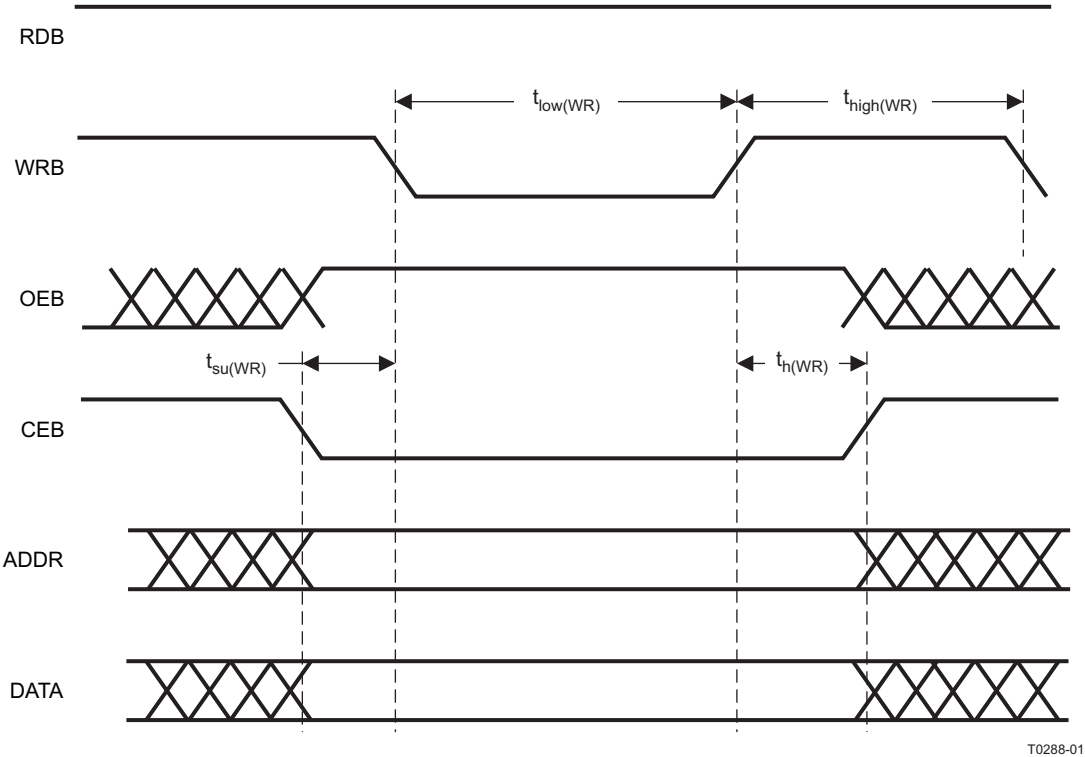 RDB
t_low(WR)
t_high(WR)
WRB
OEB
t_su(WR)
t_h(WR)
CEB
ADDR
DATA
T0288-01